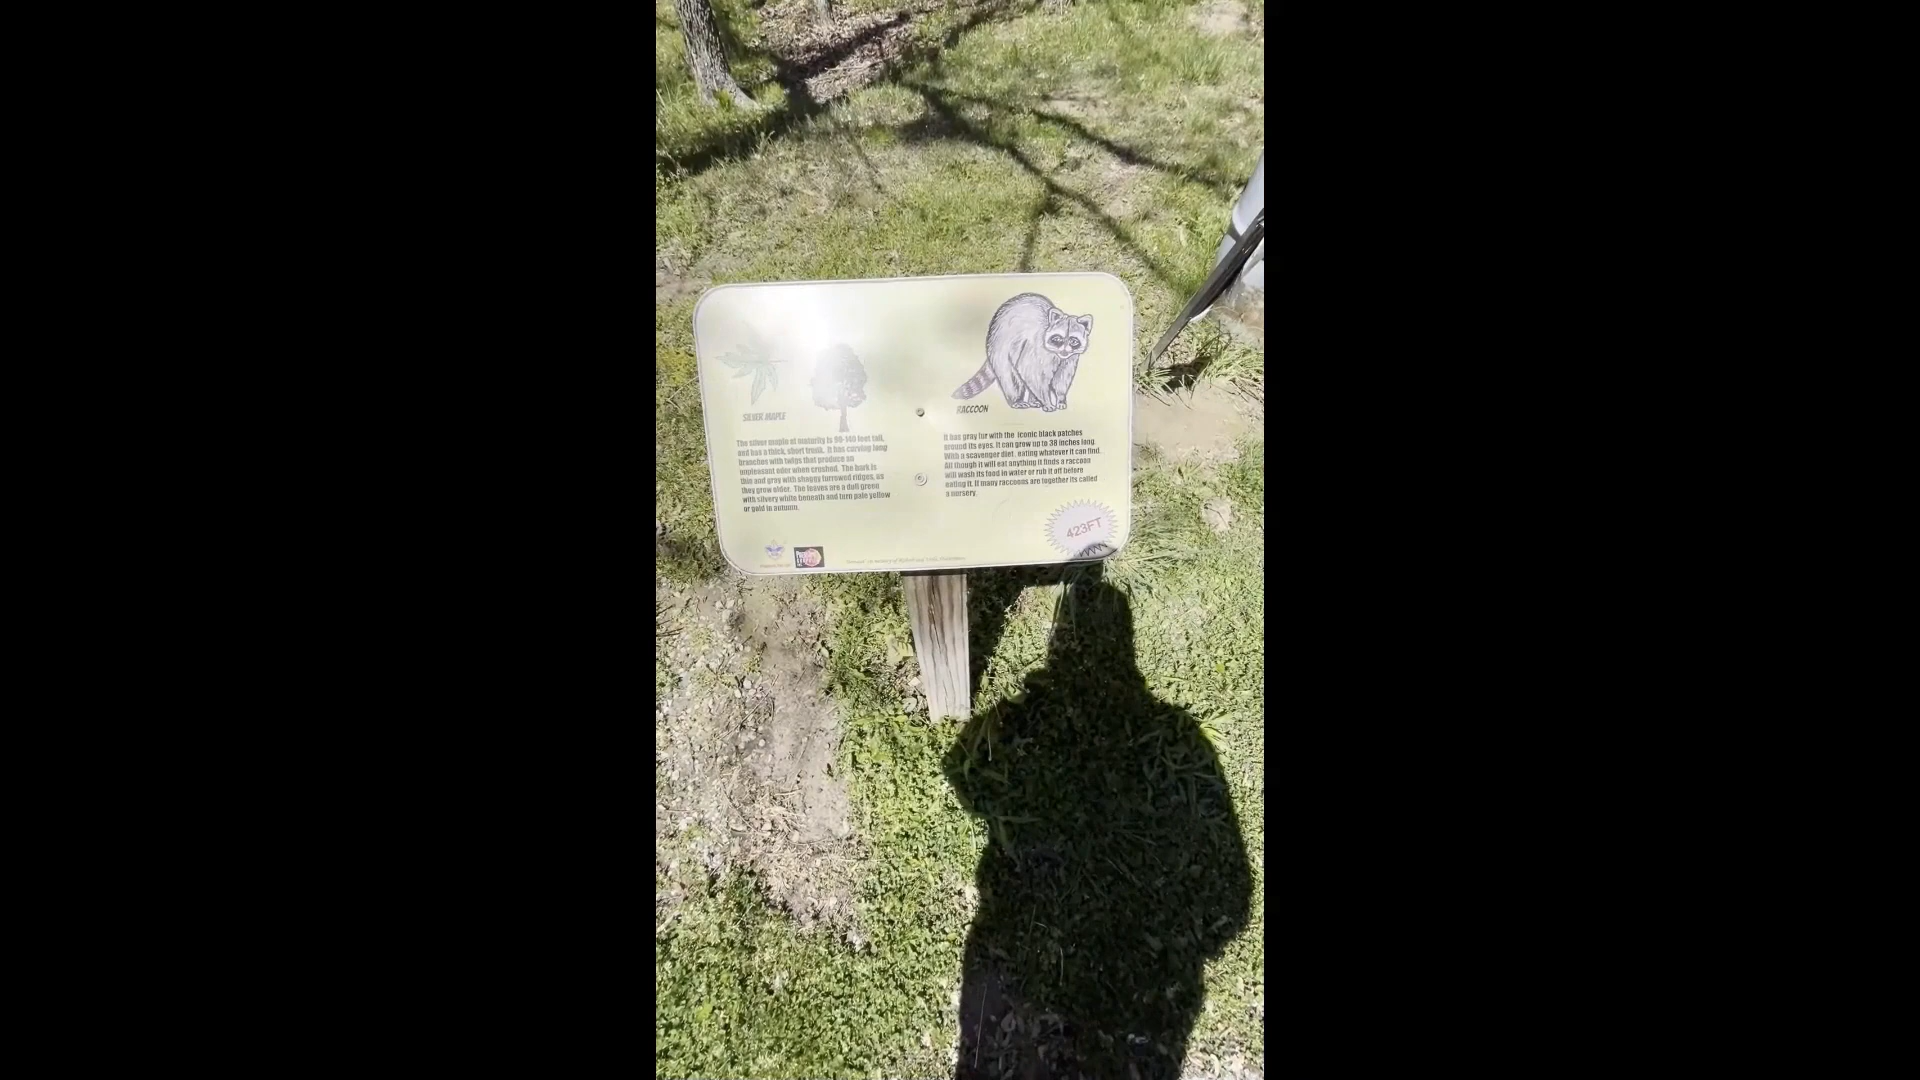 SILVER MAPLE
The silver maple at maturity is 90-140 feet tall,
and has a thick, short trunk. It has curving long
branches with twigs that produce an
unpleasant odor when crushed. The bark is
thin and gray with shaggy furrowed ridges, as
they grow older. The leaves are a dull green
with silvery white beneath and turn pale yellow
or gold in autumn.
RACCOON
It has gray fur with the iconic black patches
around its eyes. It can grow up to 38 inches long.
With a scavenger diet, eating whatever it can find.
All though it will eat anything it finds a raccoon
will wash its food in water or rub it off before
eating it. If many raccoons are together its called
a nursery.
423FT